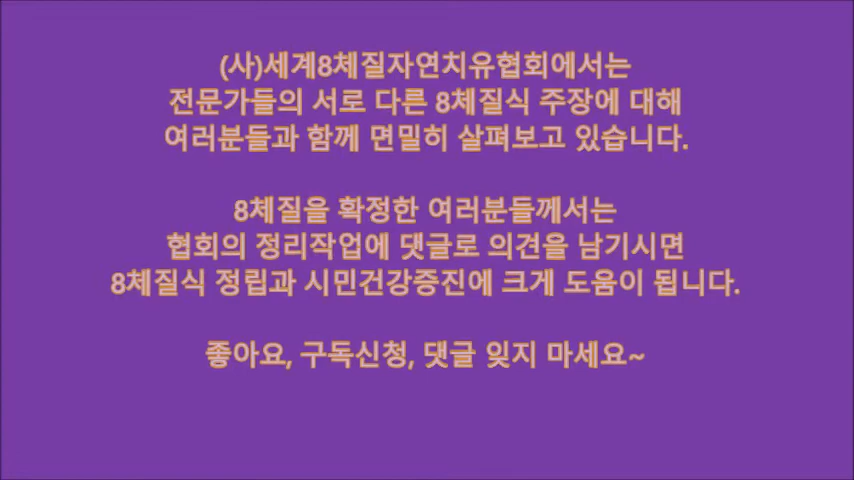 (사)세계8체질자연치유협회에서는
전문가들의 서로 다른 8체질식 주장에 대해
여러분들과 함께 면밀히 살펴보고 있습니다.
8체질을 확정한 여러분들께서는
협회의 정리작업에 댓글로 의견을 남기시면
8체질식 정립과 시민건강증진에 크게 도움이 됩니다.
좋아요, 구독신청, 댓글 잊지 마세요~